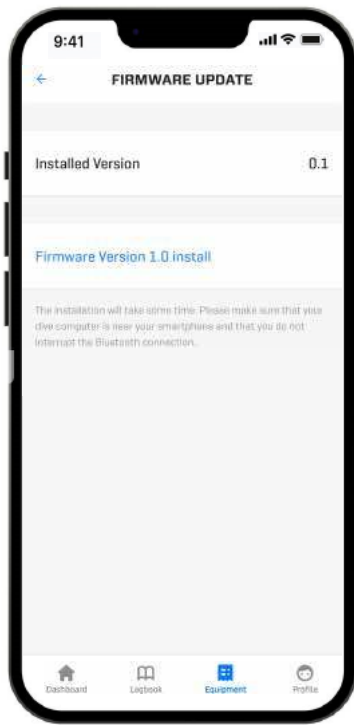 9:41
FIRMWARE UPDATE
Installed Version 0.1
Firmware Version 1.0 install
The installation will take some time. Please make sure that your
dive computer is near your smartphone and that you do not
interrupt the Bluetooth connection.
Dashboard Logbook Equipment Profile